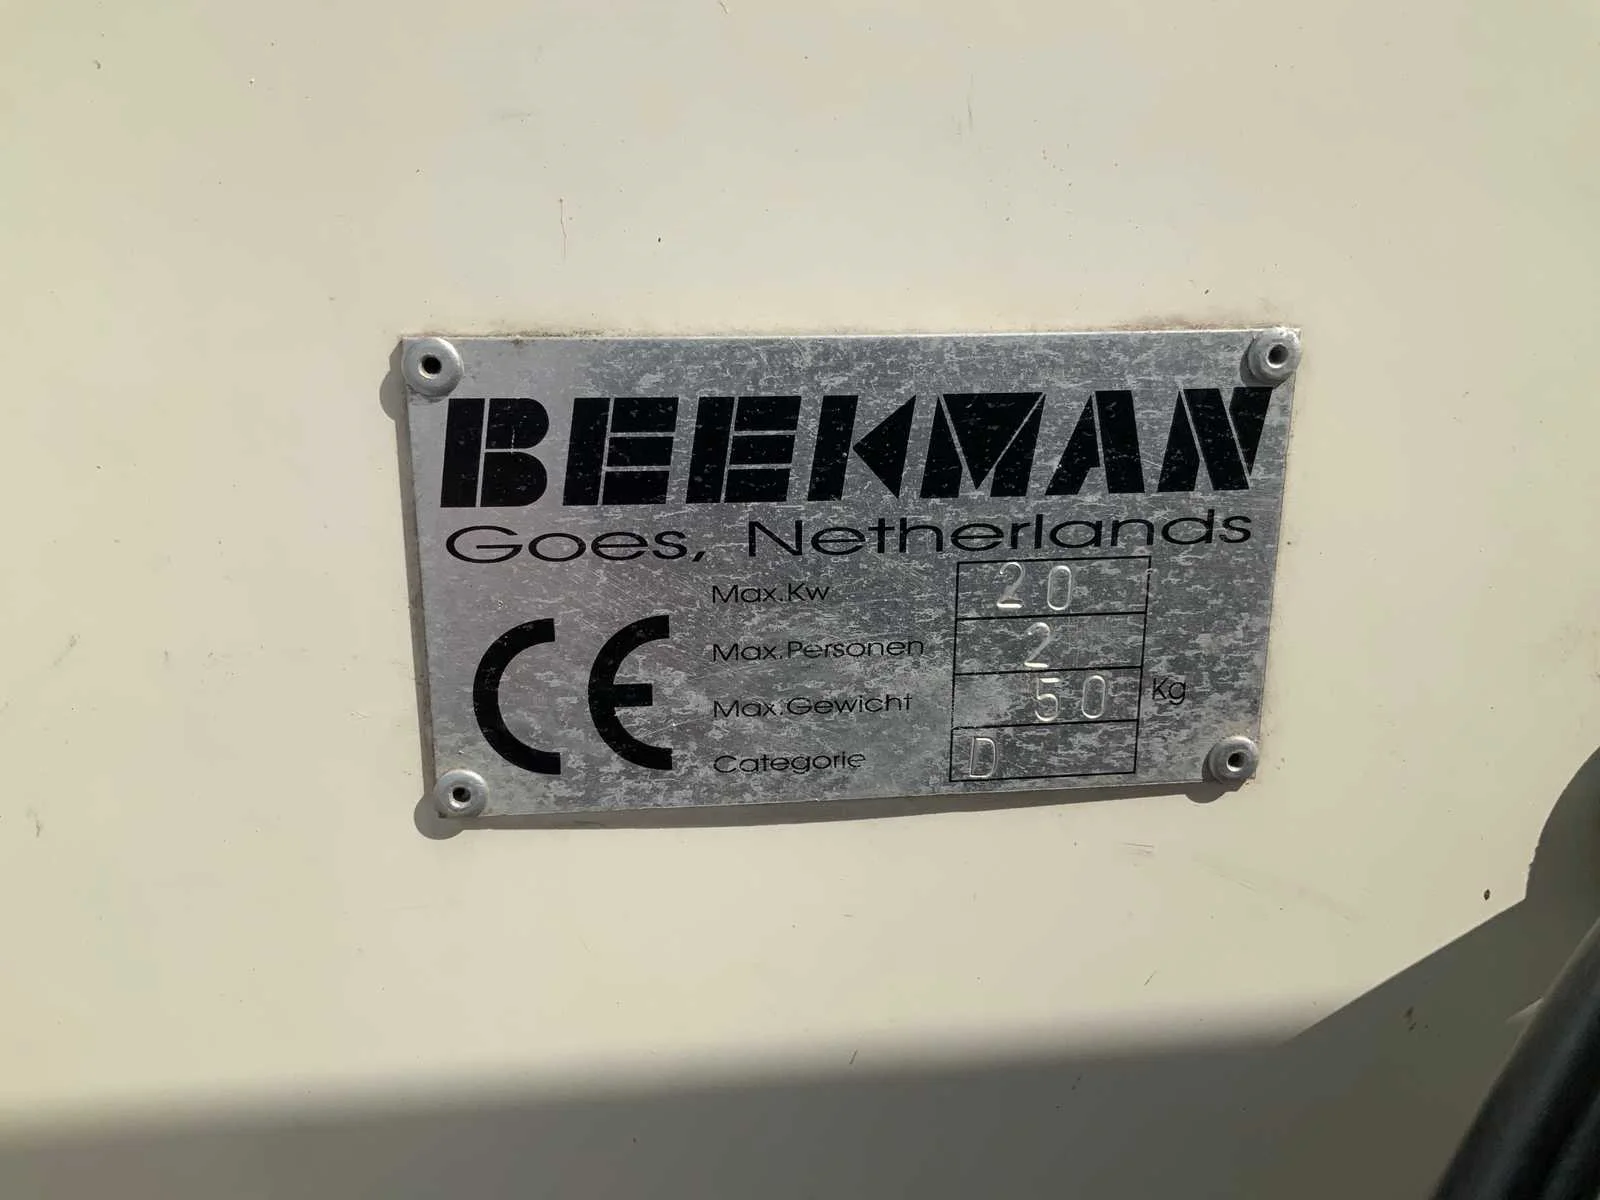 BEEKMAN
Goes, Netherlands
CE
Max.Kw 20
Max.Personen 2
Max.Gewicht 50 Kg
Categorie D